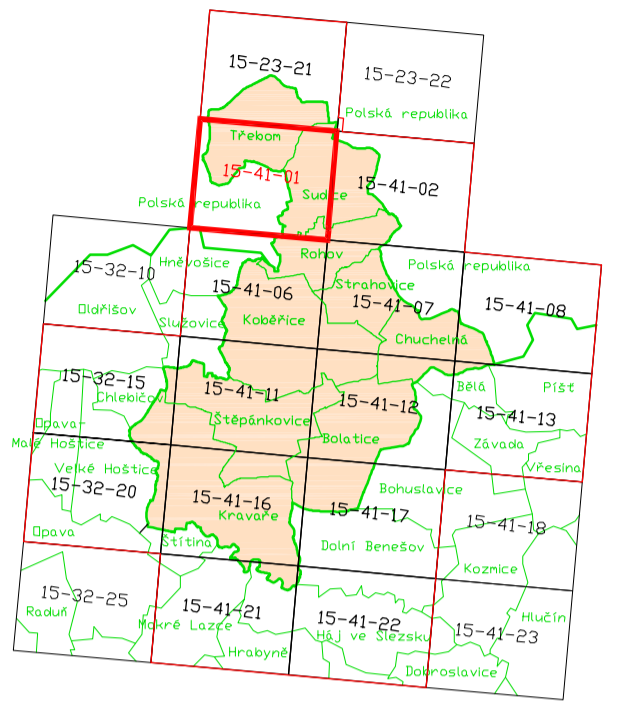 15-23-21
15-23-22
Polská republika
Třebom
15-41-01
15-41-02
Sudice
Polská republika
Rohov
Polská republika
Hněvošice
15-32-10
15-41-06
Strahovice
15-41-07
15-41-08
Služovice
Kobeřice
Chuchelná
15-32-15
15-41-11
Chlebičov
15-41-12
Bělá
Píšť
15-41-13
Štěpánkovice
Bolatice
Závada
Malé Hoštice
Velké Hoštice
Vřesina
15-32-20
15-41-16
Bohuslavice
Kravaře
15-41-17
15-41-18
Štítina
Dolní Benešov
Kozmice
15-32-25
15-41-21
15-41-22
Raduň
Mokré Lazce
Háj ve Slezsku
15-41-23
Hlučín
Hrabyně
Dobroslavice